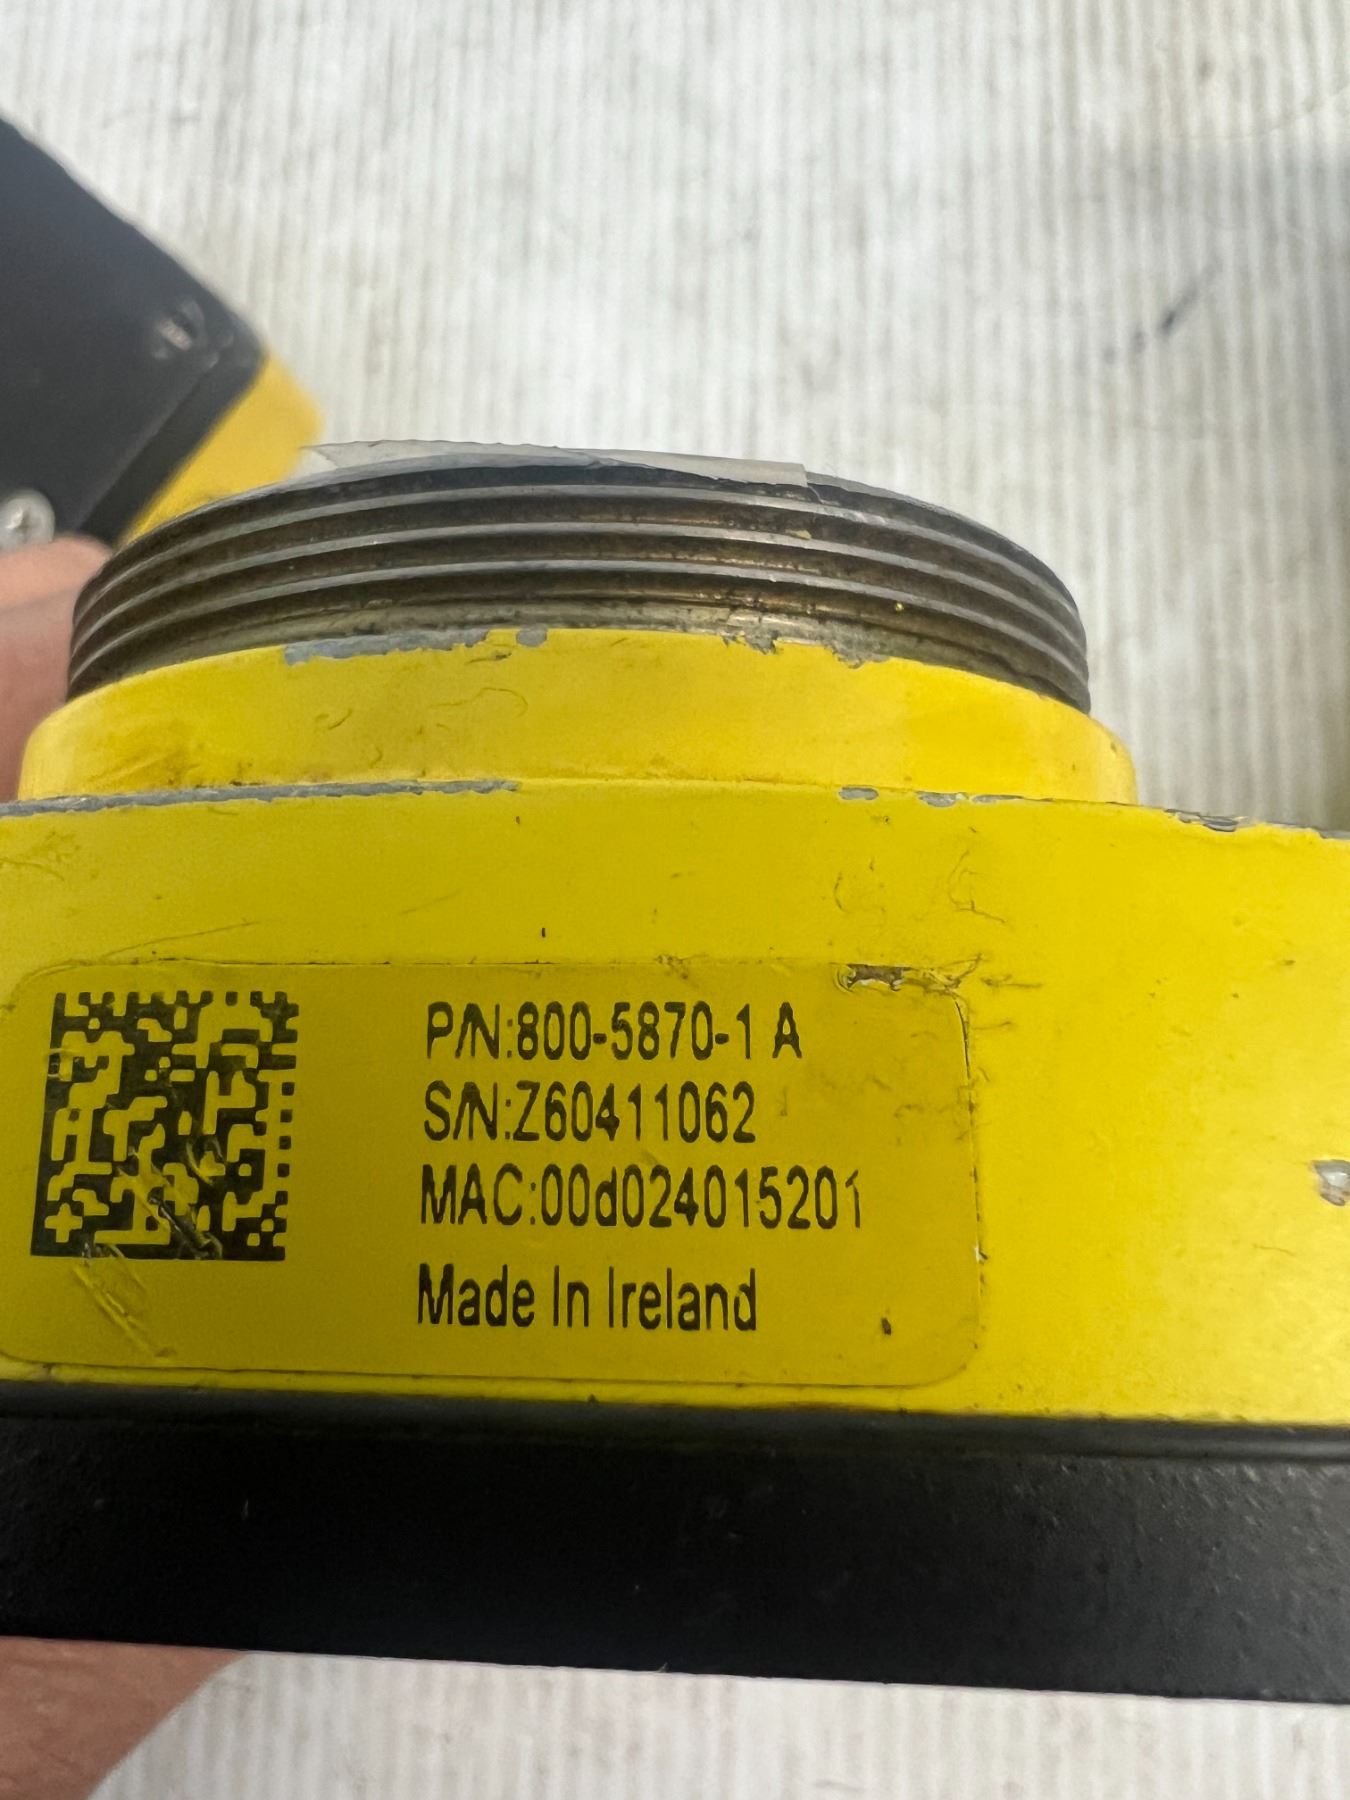 P/N:800-5870-1 A
S/N:Z60411062
MAC:00d024015201
Made In Ireland